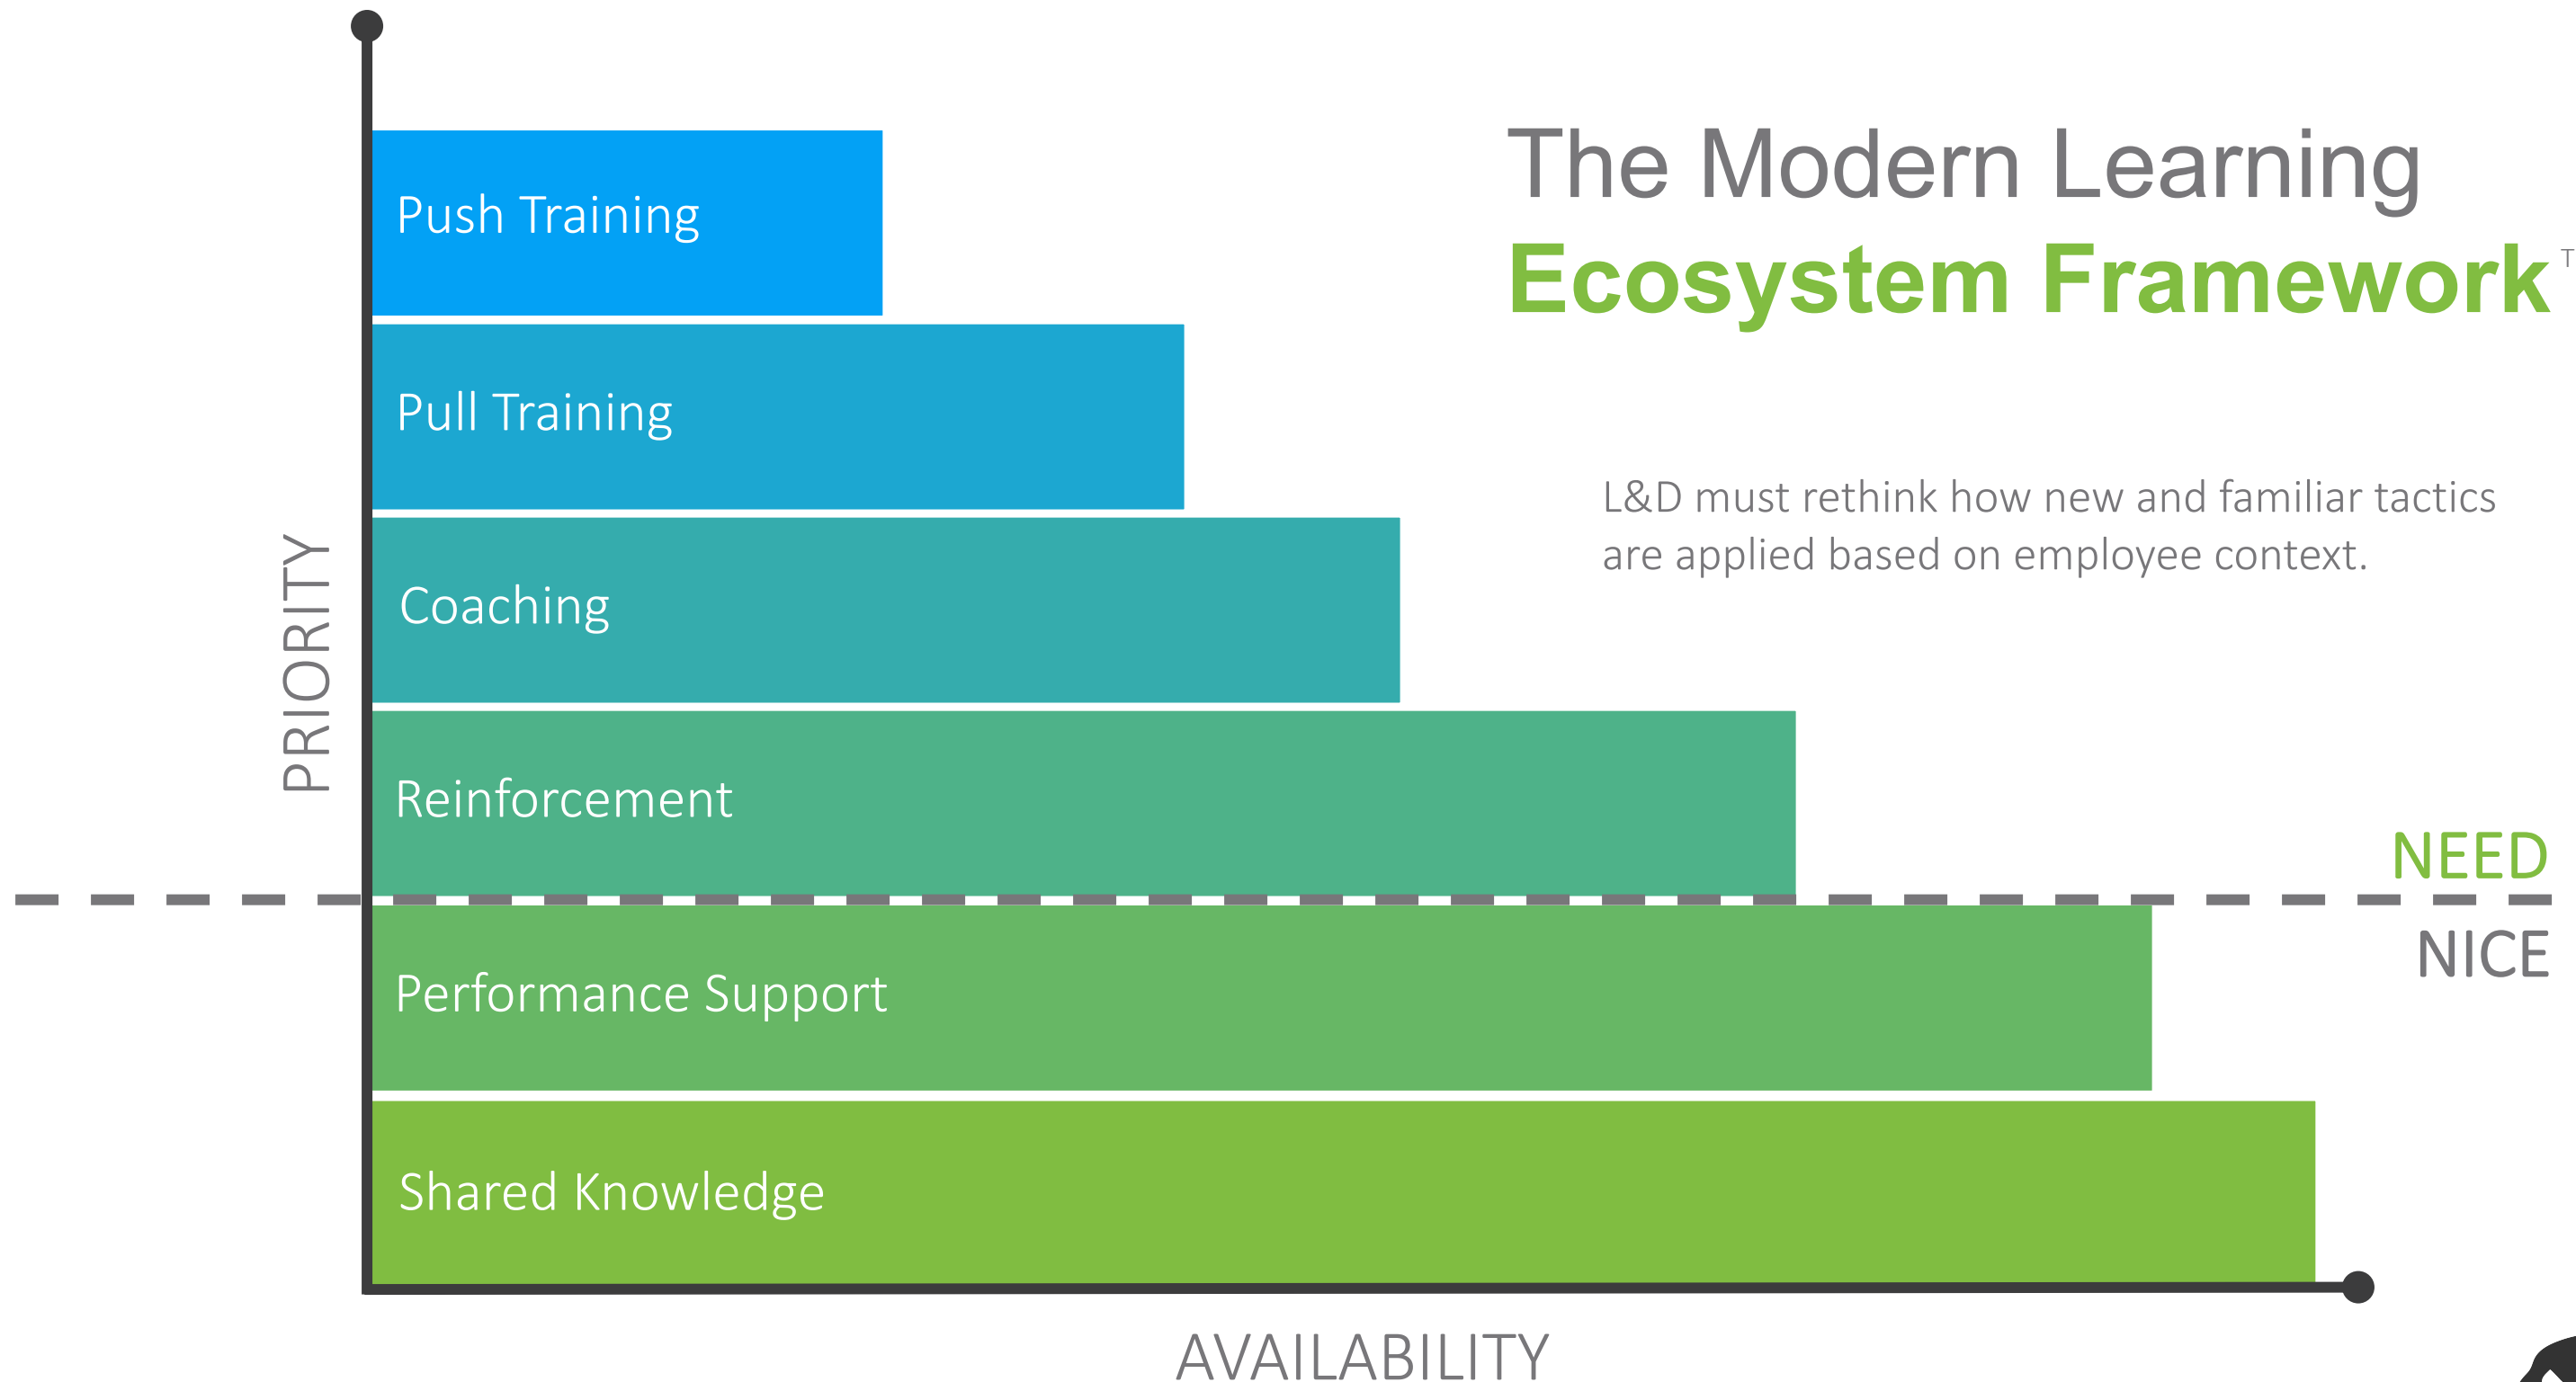 The Modern Learning
Ecosystem Framework
L&D must rethink how new and familiar tactics
are applied based on employee context.
PRIORITY
Push Training
Pull Training
Coaching
Reinforcement
NEED
NICE
Performance Support
Shared Knowledge
AVAILABILITY